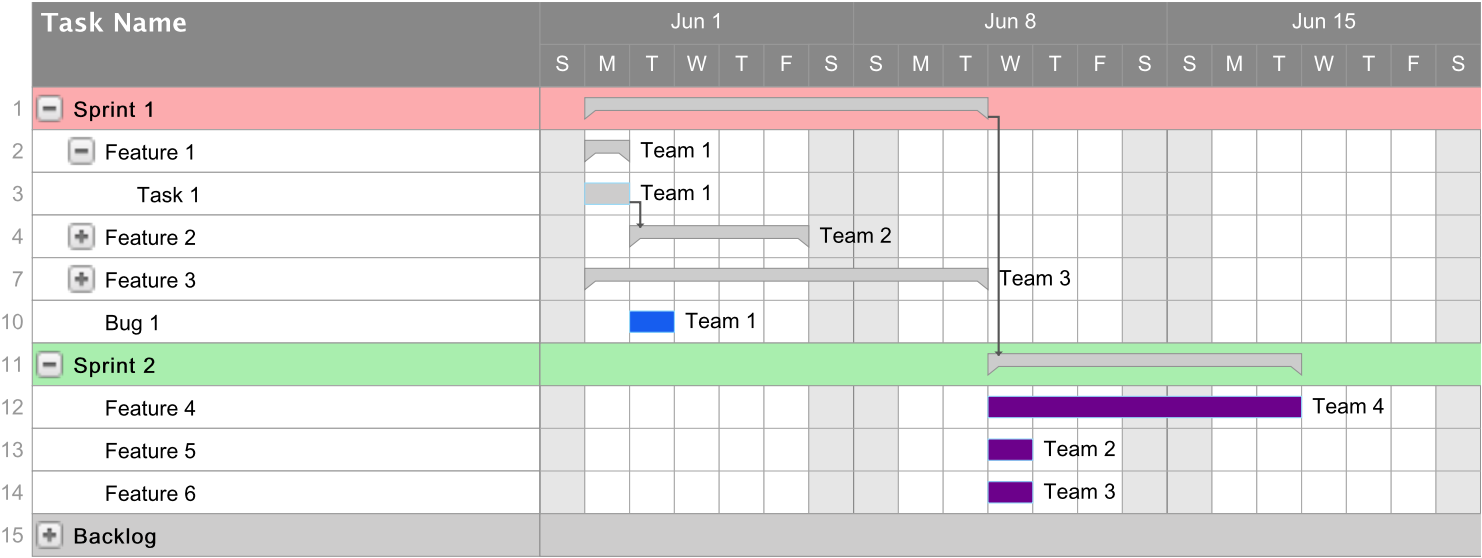 Task Name
Jun 1 Jun 8 Jun 15
S M T W T F S S M T W T F S S M T W T F S
1 Sprint 1
2 Feature 1 Team 1
3 Task 1 Team 1
4 Feature 2 Team 2
7 Feature 3 Team 3
10 Bug 1 Team 1
11 Sprint 2
12 Feature 4 Team 4
13 Feature 5 Team 2
14 Feature 6 Team 3
15 Backlog